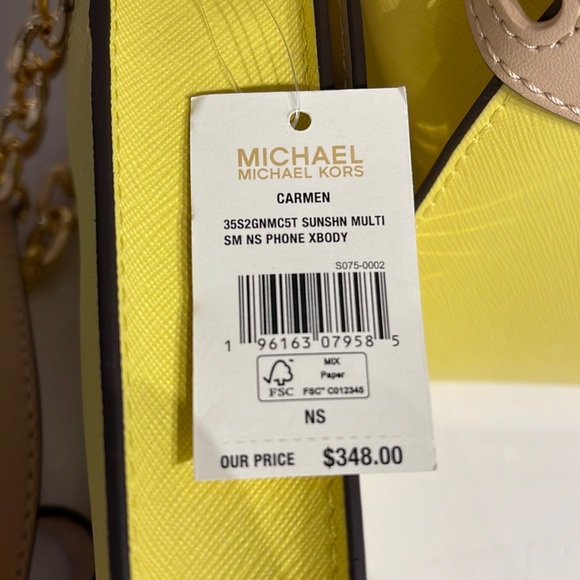 MICHAEL
MICHAEL KORS
CARMEN
35S2GNMC5T SUNSHN MULTI
SM NS PHONE XBODY
S075-0002
1 96163 07958 5
FSC
MIX
Paper
FSC™ C012345
NS
OUR PRICE $348.00